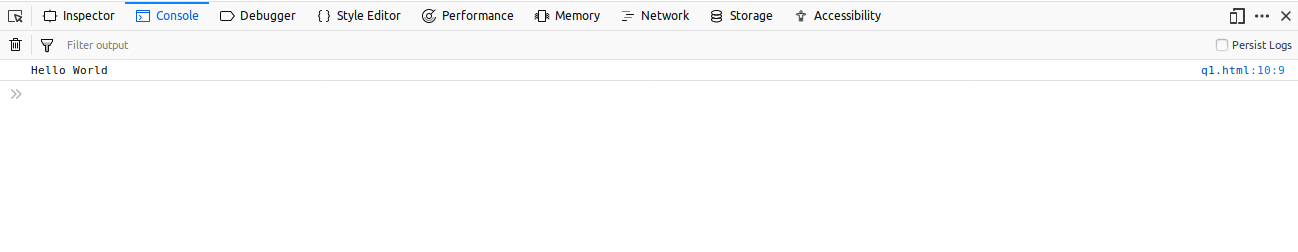 Inspector Console Debugger Style Editor Performance Memory Network Storage Accessibility
Filter output Persist Logs
Hello World q1.html:10:9